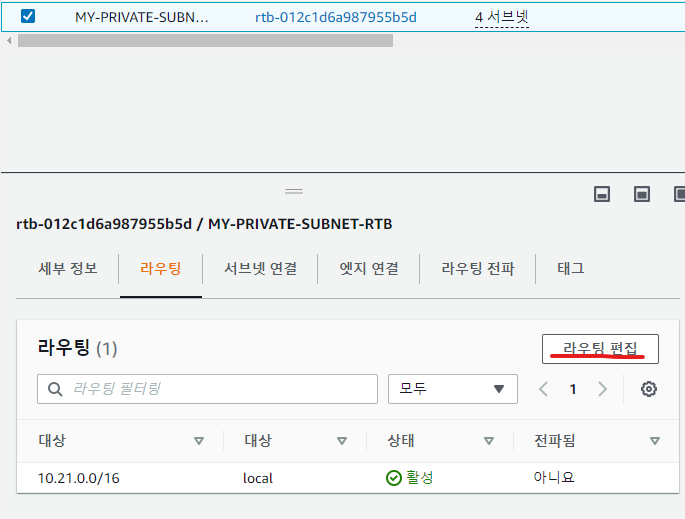 MY-PRIVATE-SUBN... rtb-012c1d6a987955b5d 4 서브넷
rtb-012c1d6a987955b5d / MY-PRIVATE-SUBNET-RTB
세부 정보 라우팅 서브넷 연결 엣지 연결 라우팅 전파 태그
라우팅 (1) 라우팅 편집
라우팅 필터링 모두 1
대상 대상 상태 전파됨
10.21.0.0/16 local 활성 아니요